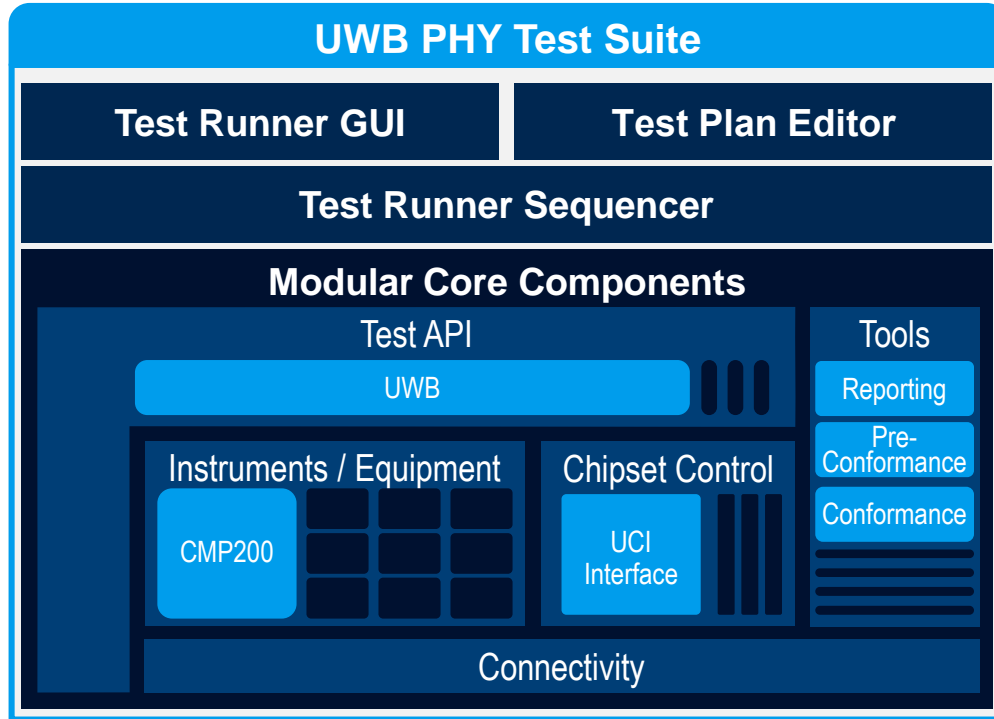 UWB PHY Test Suite
Test Runner GUI
Test Plan Editor
Test Runner Sequencer
Modular Core Components
Test API
UWB
Tools
Reporting
Pre-
Conformance
Conformance
Instruments / Equipment
CMP200
Chipset Control
UCI
Interface
Connectivity